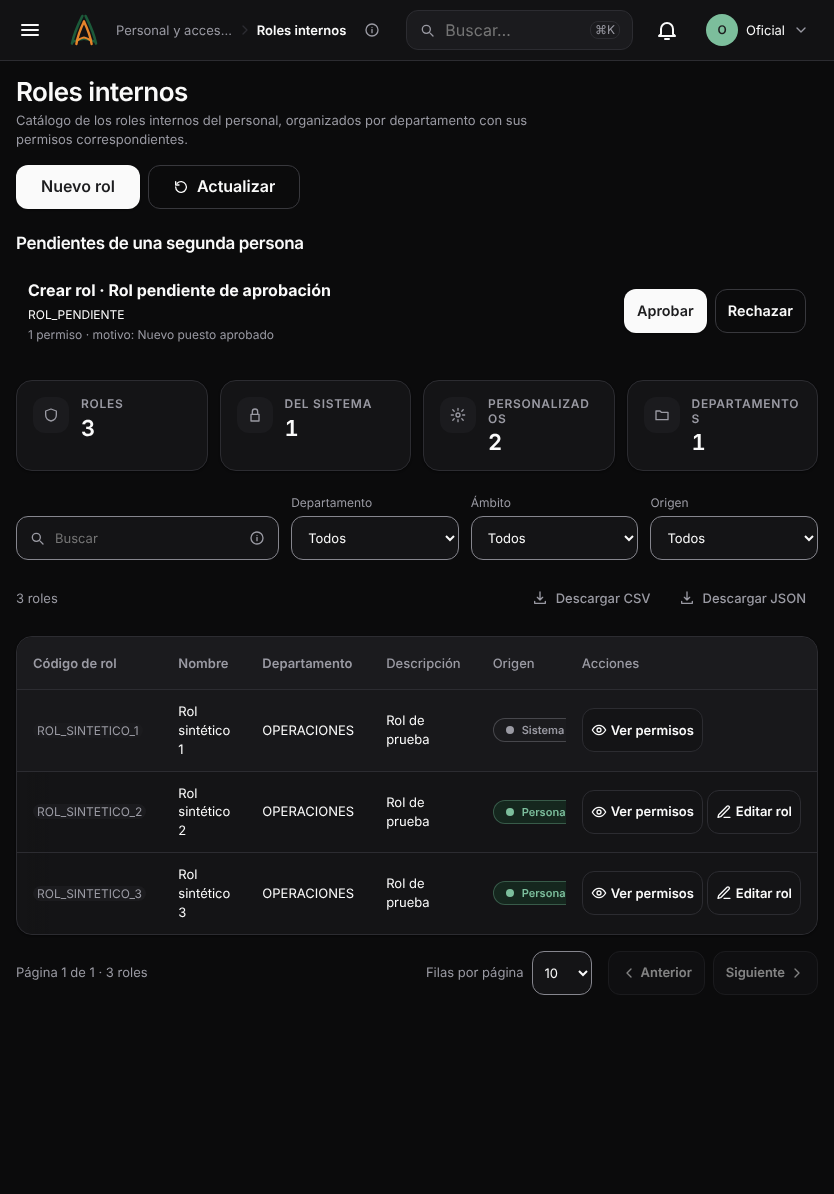 Personal y acces... > Roles internos
Buscar...
⌘K
O
Oficial
Roles internos
Catálogo de los roles internos del personal, organizados por departamento con sus
permisos correspondientes.
Nuevo rol
Actualizar
Pendientes de una segunda persona
Crear rol · Rol pendiente de aprobación
ROL_PENDIENTE
1 permiso · motivo: Nuevo puesto aprobado
Aprobar
Rechazar
ROLES
3
DEL SISTEMA
1
PERSONALIZAD
OS
2
DEPARTAMENTO
S
1
Buscar
Departamento
Todos
Ámbito
Todos
Origen
Todos
3 roles
Descargar CSV
Descargar JSON
Código de rol Nombre Departamento Descripción Origen Acciones
ROL_SINTETICO_1
Rol
sintético
1
OPERACIONES
Rol de
prueba
Sistema
Ver permisos
ROL_SINTETICO_2
Rol
sintético
2
OPERACIONES
Rol de
prueba
Persona
Ver permisos
Editar rol
ROL_SINTETICO_3
Rol
sintético
3
OPERACIONES
Rol de
prueba
Persona
Ver permisos
Editar rol
Página 1 de 1 · 3 roles
Filas por página
10
Anterior
Siguiente